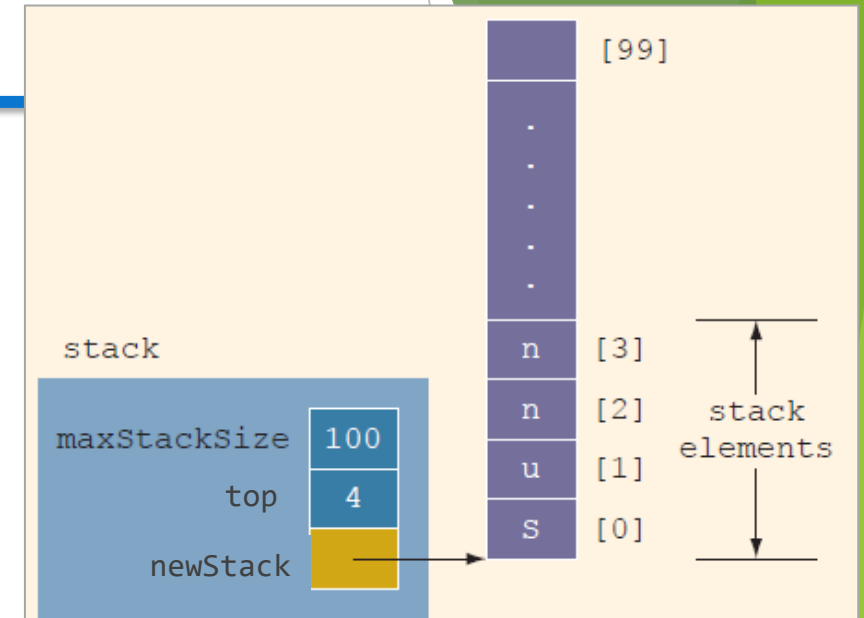 [99]
.
.
.
.
.
n [3]
n [2]
u [1]
S [0]
stack
elements
stack
maxStackSize 100
top 4
newStack